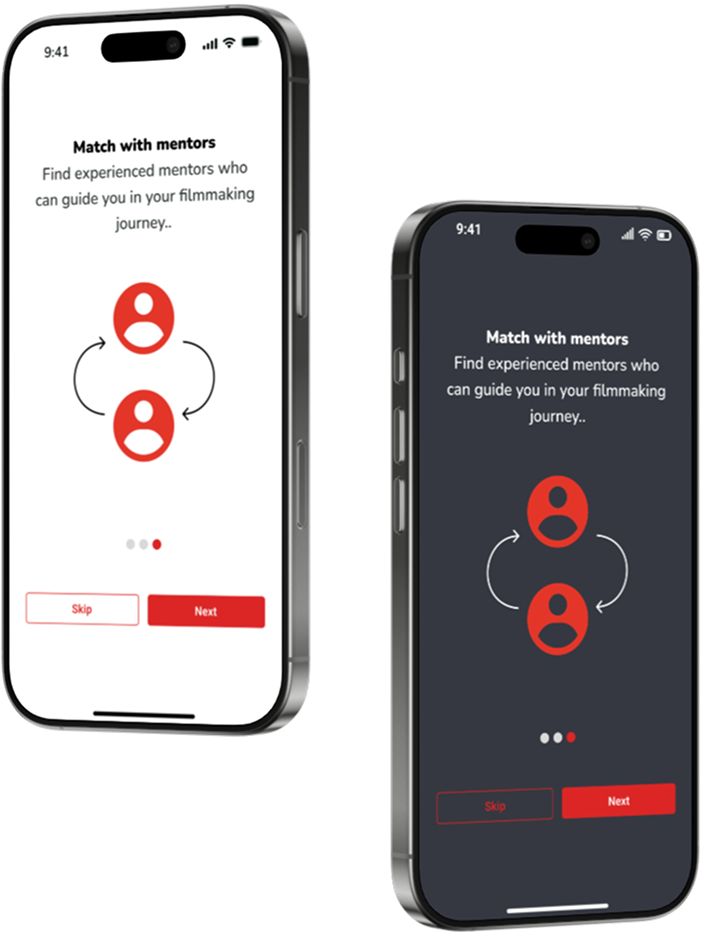 9:41
Match with mentors
Find experienced mentors who
can guide you in your filmmaking
journey..
Skip
Next
9:41
Match with mentors
Find experienced mentors who
can guide you in your filmmaking
journey..
Skip
Next